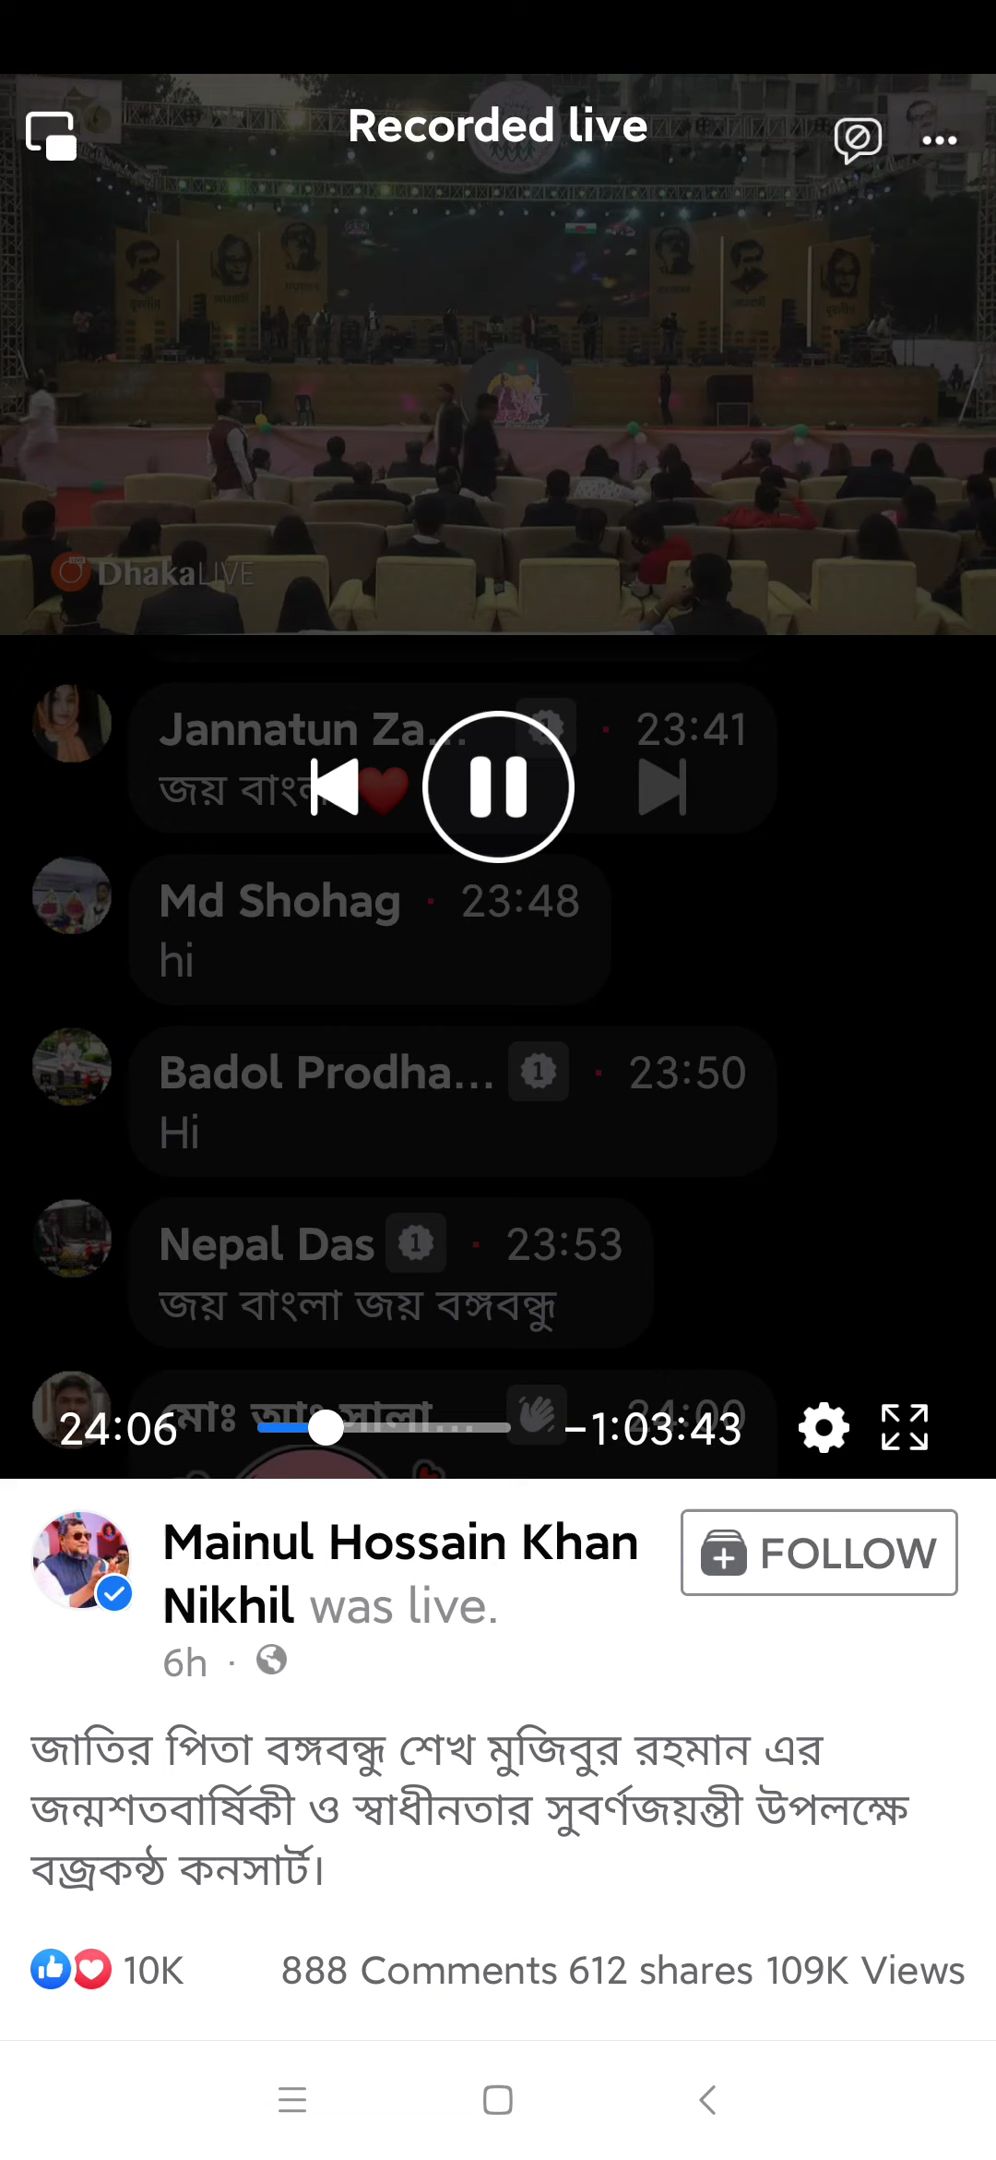 Recorded live
DhakaLIVE
Jannatun Za... · 23:41
জয়
Md Shohag · 23:48
hi
Badol Prodha... · 23:50
Hi
Nepal Das · 23:53
জয় বাংলা জয় বঙ্গবন্ধু
মোঃ
24:06 -1:03:43
Mainul Hossain Khan
FOLLOW
Nikhil was live.
6h ·
জাতির পিতা বঙ্গবন্ধু শেখ মুজিবুর রহমান এর
জন্মশতবার্ষিকী ও স্বাধীনতার সুবর্ণজয়ন্তী উপলক্ষে
বজ্রকন্ঠ কনসার্ট।
10K 888 Comments 612 shares 109K Views